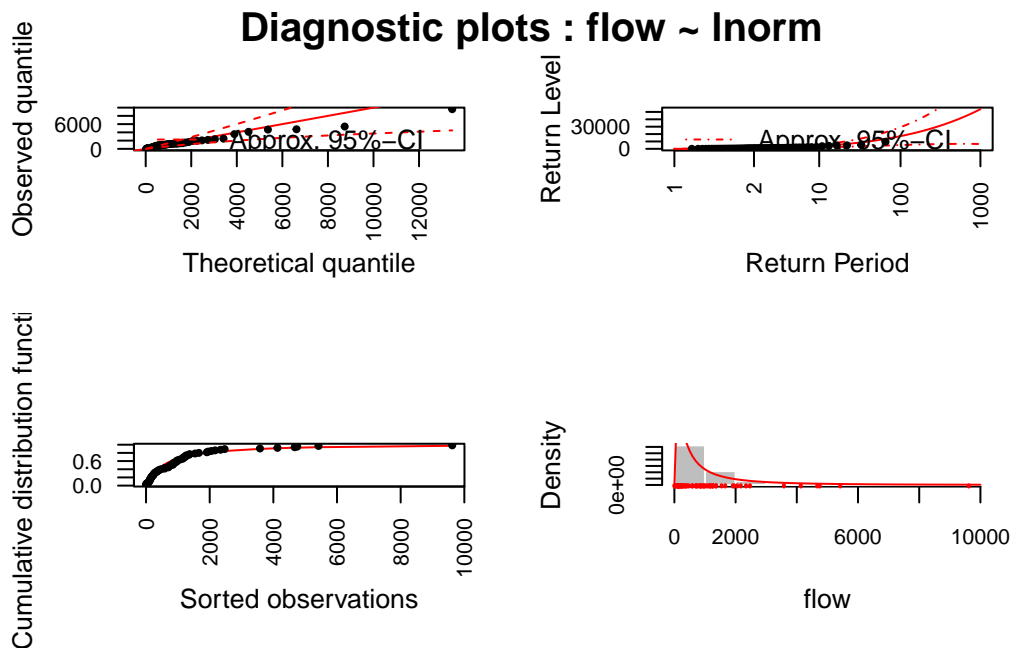 Diagnostic plots : flow ~ lnorm
Observed quantile
6000
0
Approx. 95%−CI
0 2000 4000 6000 8000 10000 12000
Theoretical quantile
Return Level
30000
0
Approx. 95%−CI
1 2 10 100 1000
Return Period
Cumulative distribution functi
0.6
0.0
0 2000 4000 6000 8000 10000
Sorted observations
Density
0e+00
0 2000 6000 10000
flow